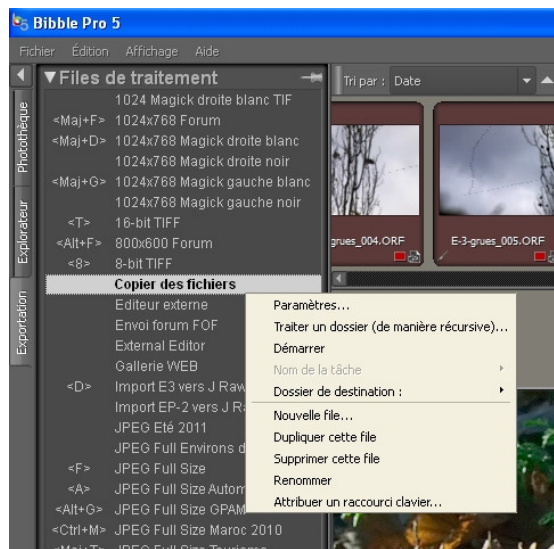 Bibble Pro 5
Fichier Édition Affichage Aide
Files de traitement
Tri par : Date
Photothèque
Explorateur
Exportation
1024 Magick droite blanc TIF
<Maj+F> 1024x768 Forum
<Maj+D> 1024x768 Magick droite blanc
1024x768 Magick droite noir
<Maj+G> 1024x768 Magick gauche blanc
1024x768 Magick gauche noir
<T> 16-bit TIFF
<Alt+F> 800x600 Forum
<8> 8-bit TIFF
Copier des fichiers
Editeur externe
Envoi forum FOF
External Editor
Gallerie WEB
<D> Import E3 vers J Raw
Import EP-2 vers J R
JPEG Eté 2011
JPEG Full Environs d
<F> JPEG Full Size
<A> JPEG Full Size Autom
<Alt+G> JPEG Full Size GPAM
<Ctrl+M> JPEG Full Size Maroc 2010
<Maj+T> JPEG Full Size Tourisme
grues_004.ORF
E-3-grues_005.ORF
Paramètres...
Traiter un dossier (de manière récursive)...
Démarrer
Nom de la tâche
Dossier de destination :
Nouvelle file...
Dupliquer cette file
Supprimer cette file
Renommer
Attribuer un raccourci clavier...